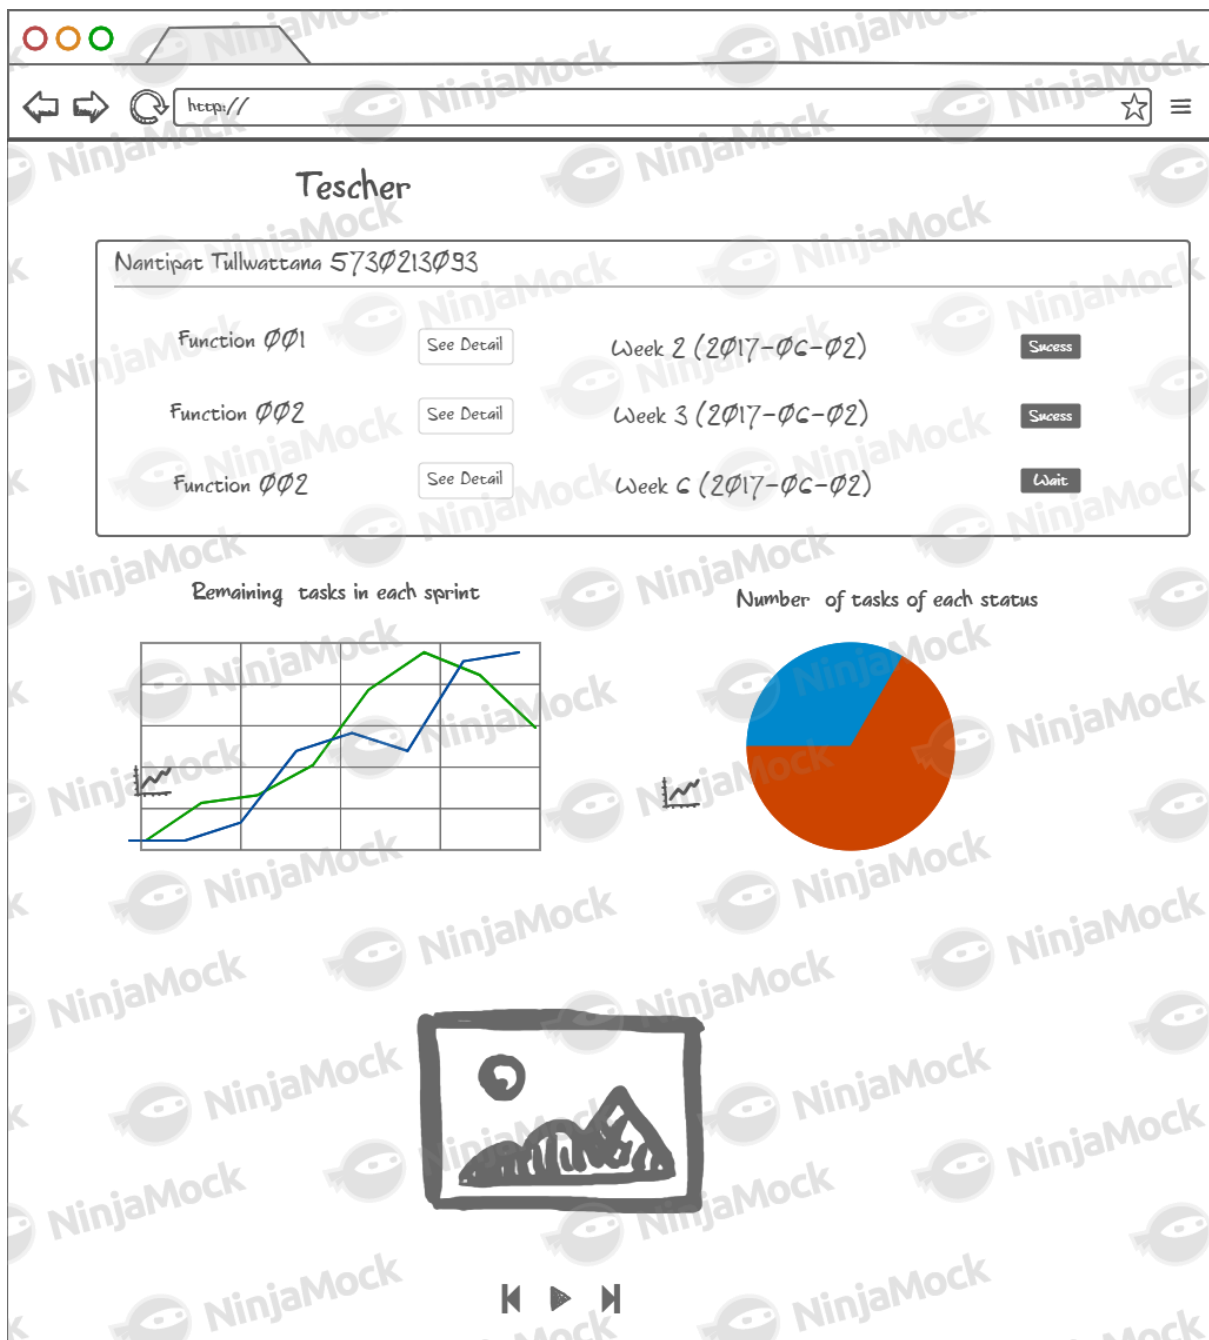 http://
Tescher
Nantipat Tullwattana 5730213093
Function 001 See Detail Week 2 (2017-06-02) Sucess
Function 002 See Detail Week 3 (2017-06-02) Sucess
Function 002 See Detail Week 6 (2017-06-02) Wait
Remaining tasks in each sprint
Number of tasks of each status
NinjaMock